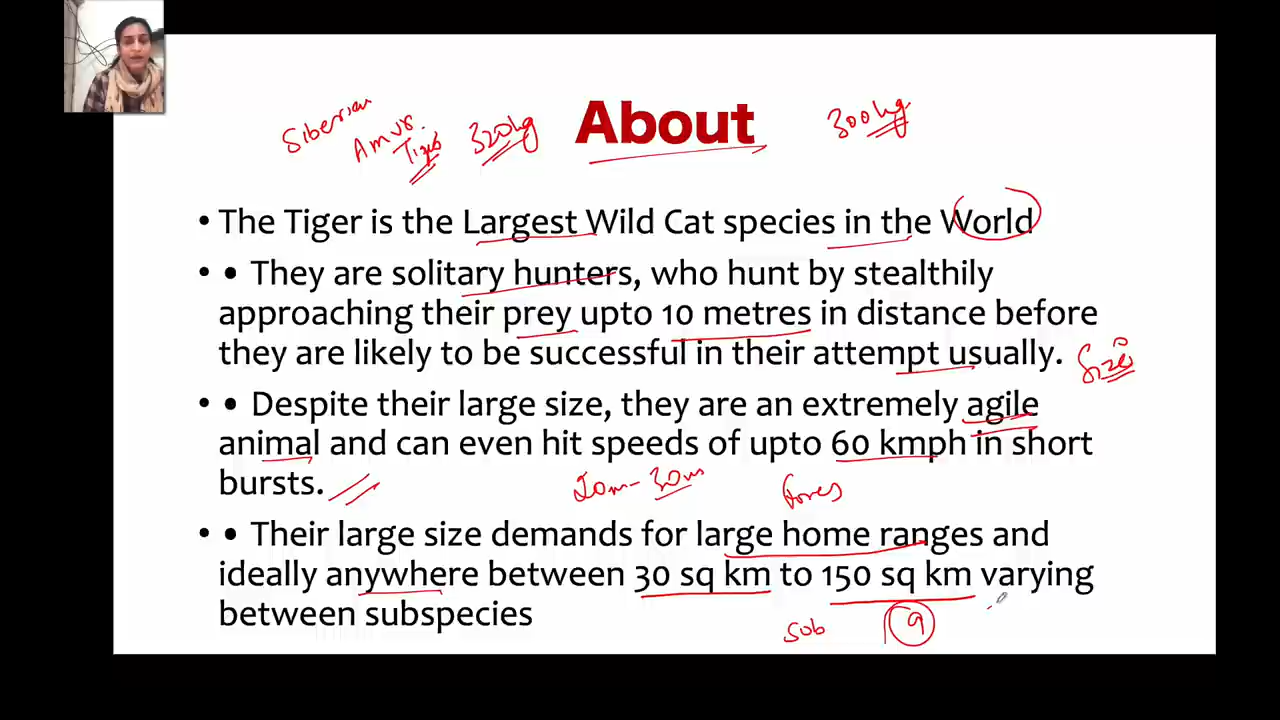 Siberian
Amur
Tiger
320kg
About
300kg
• The Tiger is the Largest Wild Cat species in the World
• • They are solitary hunters, who hunt by stealthily
approaching their prey upto 10 metres in distance before
they are likely to be successful in their attempt usually.
Size
• • Despite their large size, they are an extremely agile
animal and can even hit speeds of upto 60 kmph in short
bursts.
20m - 30m
• • Their large size demands for large home ranges and
ideally anywhere between 30 sq km to 150 sq km varying
between subspecies
Sub
9